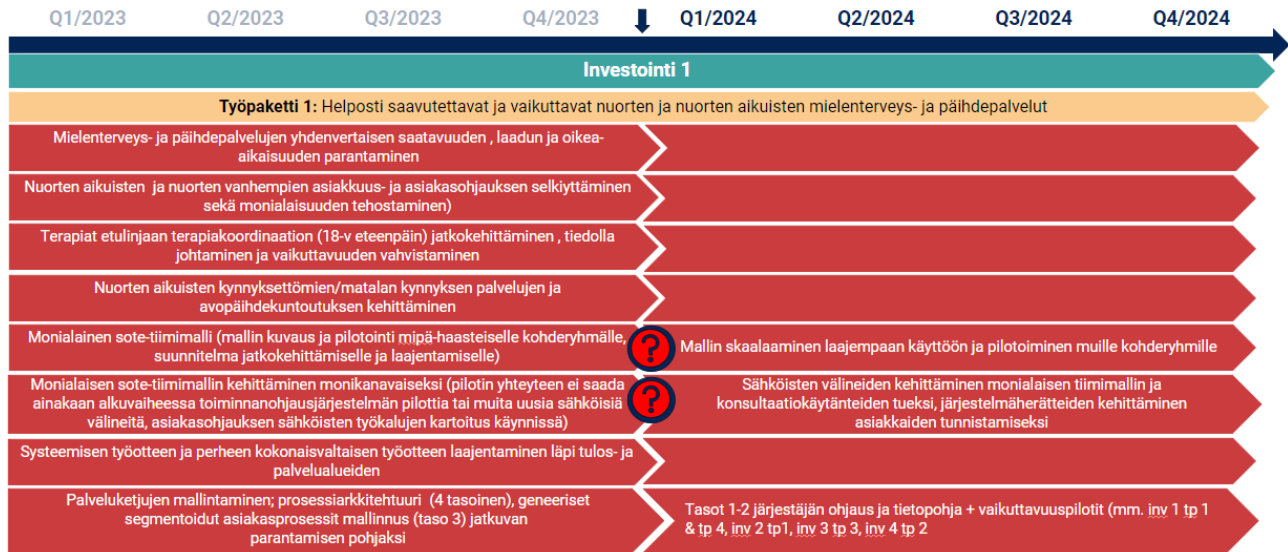 Q1/2023 Q2/2023 Q3/2023 Q4/2023 Q1/2024 Q2/2024 Q3/2024 Q4/2024
Investointi 1
Työpaketti 1: Helposti saavutettavat ja vaikuttavat nuorten ja nuorten aikuisten mielenterveys- ja päihdepalvelut
Mielenterveys- ja päihdepalvelujen yhdenvertaisen saatavuuden , laadun ja oikea-
aikaisuuden parantaminen
Nuorten aikuisten ja nuorten vanhempien asiakkuus- ja asiakasohjauksen selkiyttäminen
sekä monialaisuuden tehostaminen)
Terapiat etulinjaan terapiakoordinaation (18-v eteenpäin) jatkokehittäminen , tiedolla
johtaminen ja vaikuttavuuden vahvistaminen
Nuorten aikuisten kynnyksettömien/matalan kynnyksen palvelujen ja
avopäihdekuntoutuksen kehittäminen
Monialainen sote-tiimimalli (mallin kuvaus ja pilotointi mipä-haasteiselle kohderyhmälle,
suunnitelma jatkokehittämiselle ja laajentamiselle)
?
Mallin skaalaaminen laajempaan käyttöön ja pilotoiminen muille kohderyhmille
Monialaisen sote-tiimimallin kehittäminen monikanavaiseksi (pilotin yhteyteen ei saada
ainakaan alkuvaiheessa toiminnanohjausjärjestelmän pilottia tai muita uusia sähköisiä
välineitä, asiakasohjauksen sähköisten työkalujen kartoitus käynnissä)
?
Sähköisten välineiden kehittäminen monialaisen tiimimallin ja
konsultaatiokäytänteiden tueksi, järjestelmäherätteiden kehittäminen
asiakkaiden tunnistamiseksi
Systeemisen työotteen ja perheen kokonaisvaltaisen työotteen laajentaminen läpi tulos- ja
palvelualueiden
Palveluketjujen mallintaminen; prosessiarkkitehtuuri (4 tasoinen), geneeriset
segmentoidut asiakasprosessit mallinnus (taso 3) jatkuvan
parantamisen pohjaksi
Tasot 1-2 järjestäjän ohjaus ja tietopohja + vaikuttavuuspilotit (mm. inv 1 tp 1
& tp 4, inv 2 tp1, inv 3 tp 3, inv 4 tp 2